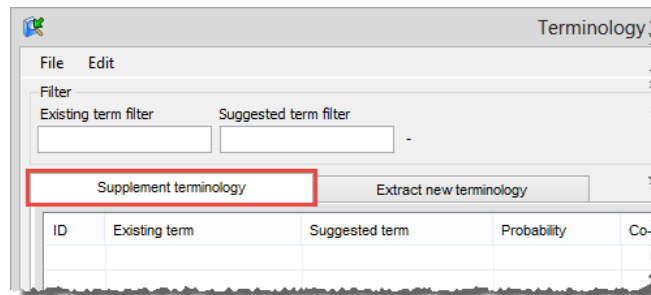 Terminology
File Edit
Filter
Existing term filter Suggested term filter
-
Supplement terminology Extract new terminology
ID Existing term Suggested term Probability Co-